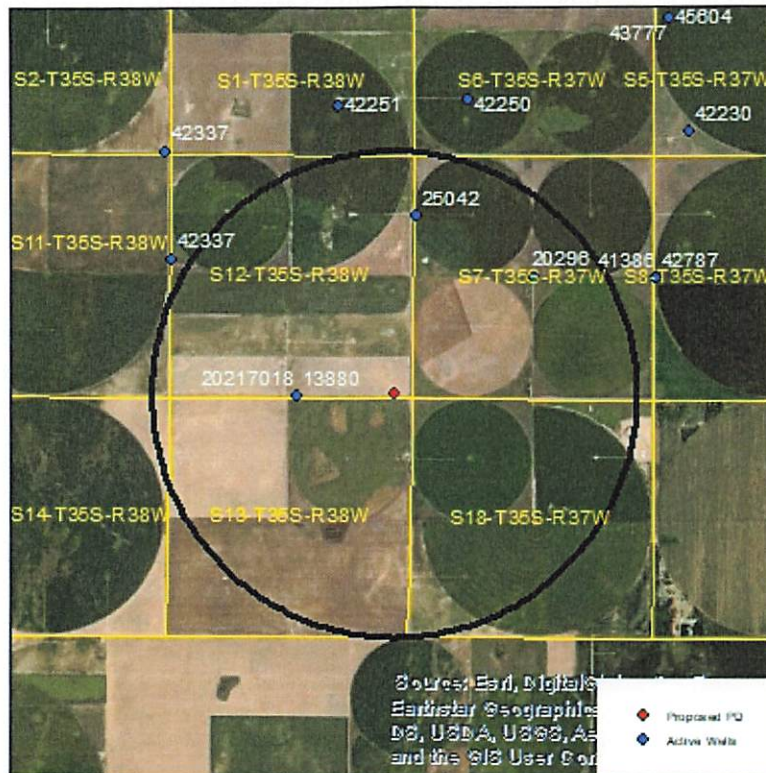 45604
43777
S2-T35S-R38W
S1-T35S-R38W
S6-T35S-R37W
S5-T35S-R37W
42251
42250
42230
42337
25042
S11-T35S-R38W
42337
S12-T35S-R38W
20296
41386
42787
S7-T35S-R37W
S8-T35S-R37W
20217018
13880
S14-T35S-R38W
S13-T35S-R38W
S18-T35S-R37W
Source: Esri,
Earthstar Geographics
DS, USDA, USGS,
and the GIS User
Proposed PD
Active Wells